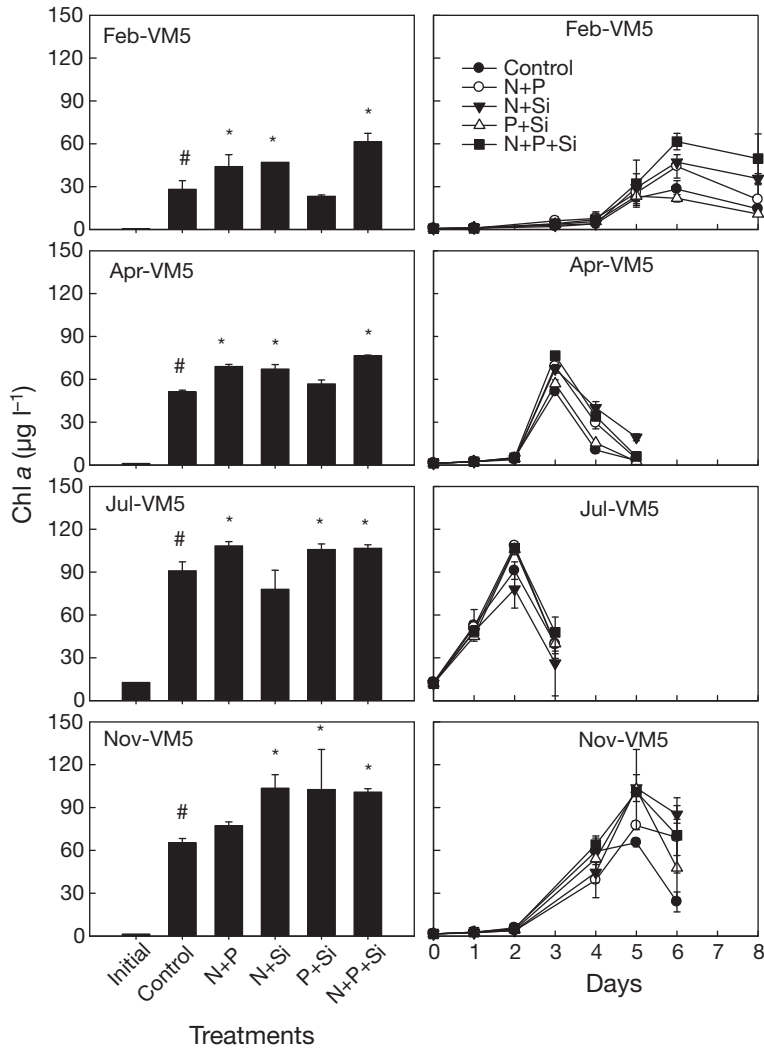 Chl a (µg l⁻¹)
150
120
90
60
30
0
Feb-VM5
#
*
*
*
Feb-VM5
Control
N+P
N+Si
P+Si
N+P+Si
150
120
90
60
30
0
Apr-VM5
#
*
*
*
Apr-VM5
150
120
90
60
30
0
Jul-VM5
#
*
*
*
Jul-VM5
150
120
90
60
30
0
Nov-VM5
#
*
*
*
Nov-VM5
Initial
Control
N+P
N+Si
P+Si
N+P+Si
Treatments
0 1 2 3 4 5 6 7 8
Days